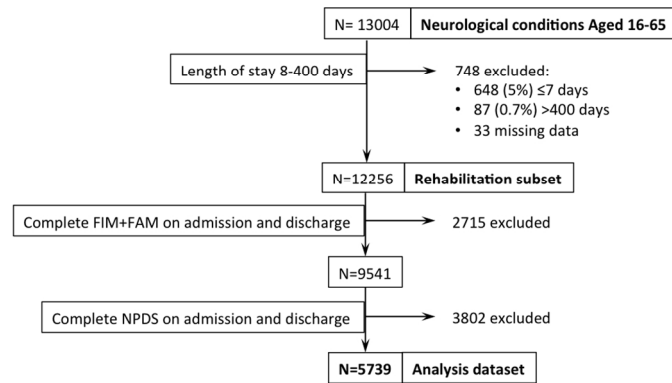 N= 13004 Neurological conditions Aged 16-65
Length of stay 8-400 days
748 excluded:
• 648 (5%) ≤7 days
• 87 (0.7%) >400 days
• 33 missing data
N=12256 Rehabilitation subset
Complete FIM+FAM on admission and discharge
2715 excluded
N=9541
Complete NPDS on admission and discharge
3802 excluded
N=5739 Analysis dataset